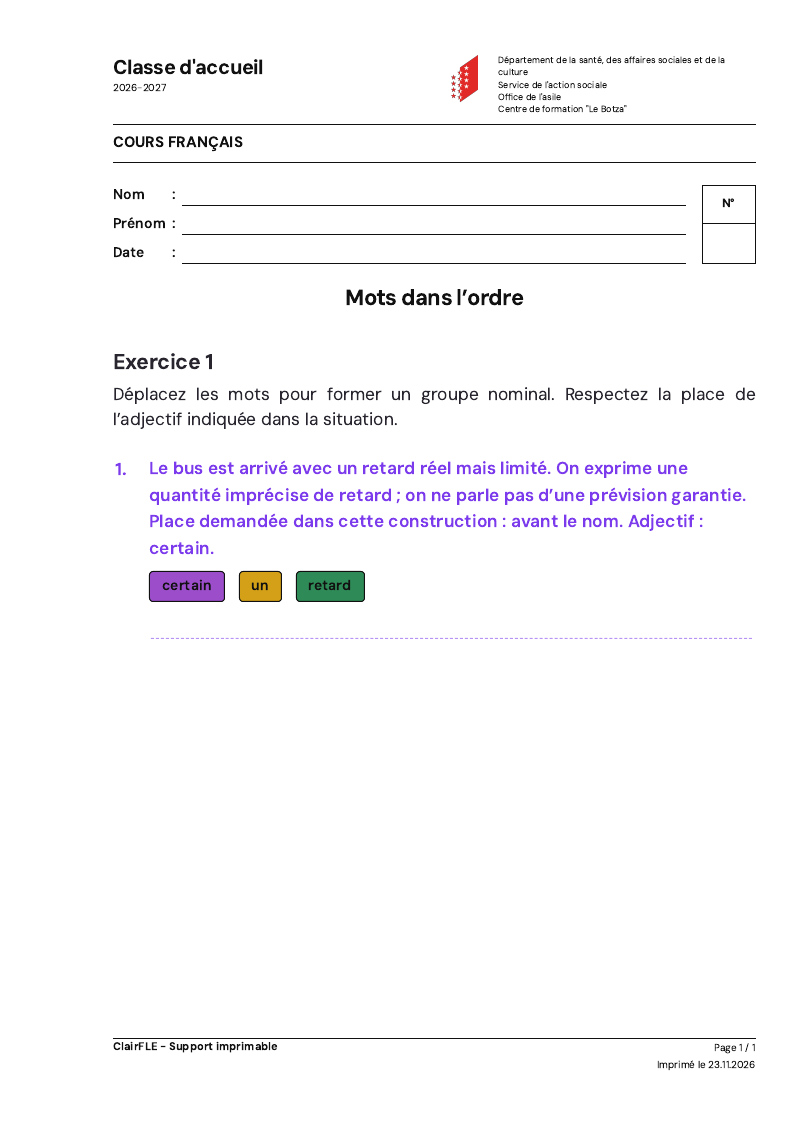 Classe d'accueil
2026-2027
Département de la santé, des affaires sociales et de la
culture
Service de l'action sociale
Office de l'asile
Centre de formation "Le Botza"
COURS FRANÇAIS
Nom :
Prénom :
Date :
N°
Mots dans l’ordre
Exercice 1
Déplacez les mots pour former un groupe nominal. Respectez la place de
l’adjectif indiquée dans la situation.
1. Le bus est arrivé avec un retard réel mais limité. On exprime une
quantité imprécise de retard ; on ne parle pas d’une prévision garantie.
Place demandée dans cette construction : avant le nom. Adjectif :
certain.
certain un retard
ClairFLE - Support imprimable
Page 1 / 1
Imprimé le 23.11.2026